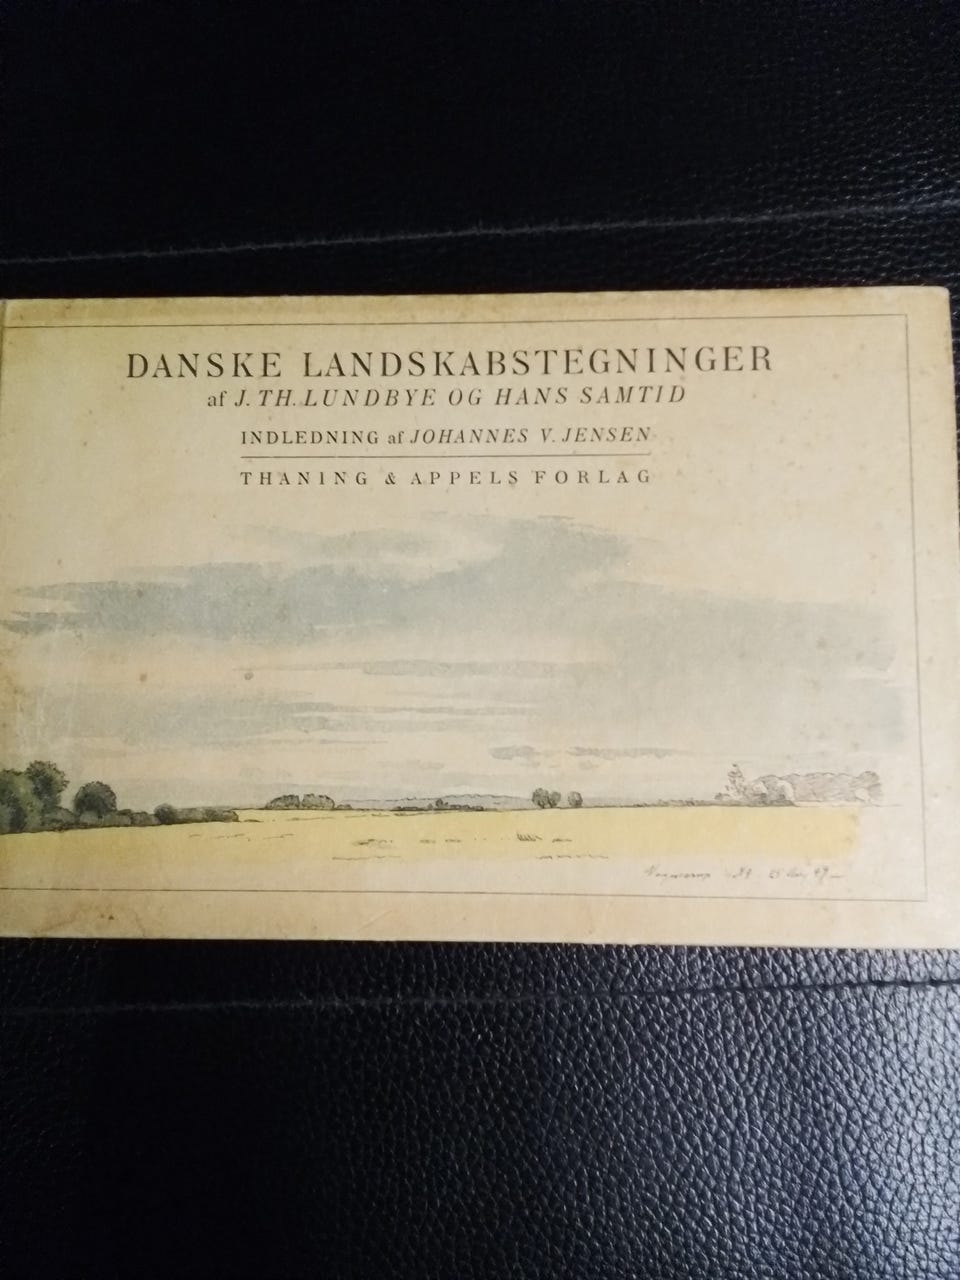 DANSKE LANDSKABSTEGNINGER
af J. TH. LUNDBYE OG HANS SAMTID
INDLEDNING af JOHANNES V. JENSEN
THANING & APPELS FORLAG